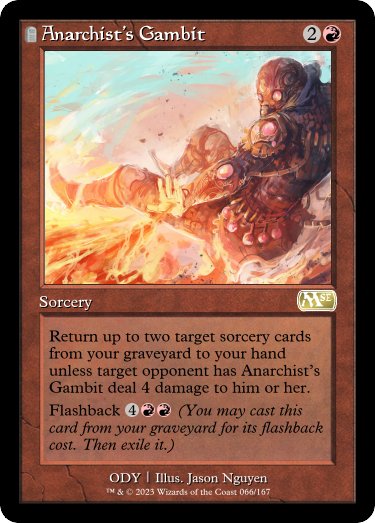 Anarchist's Gambit 2
Sorcery
MSE
Return up to two target sorcery cards
from your graveyard to your hand
unless target opponent has Anarchist's
Gambit deal 4 damage to him or her.
Flashback 4 (You may cast this
card from your graveyard for its flashback
cost. Then exile it.)
ODY | Illus. Jason Nguyen
™ & © 2023 Wizards of the Coast 066/167